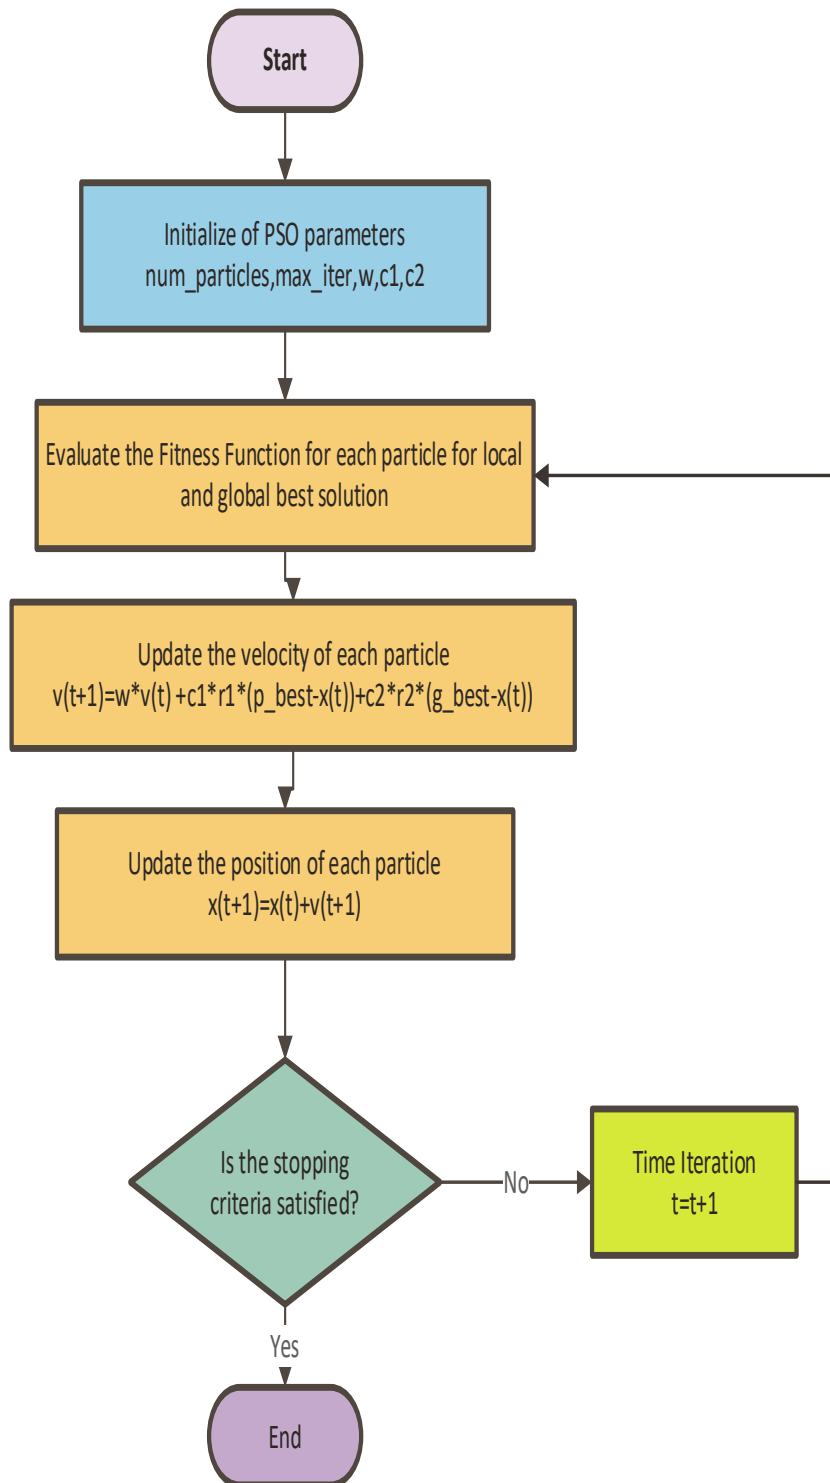 Start
Initialize of PSO parameters
num_particles,max_iter,w,c1,c2
Evaluate the Fitness Function for each particle for local
and global best solution
Update the velocity of each particle
v(t+1)=w*v(t) +c1*r1*(p_best-x(t))+c2*r2*(g_best-x(t))
Update the position of each particle
x(t+1)=x(t)+v(t+1)
Is the stopping
criteria satisfied?
No
Time Iteration
t=t+1
Yes
End